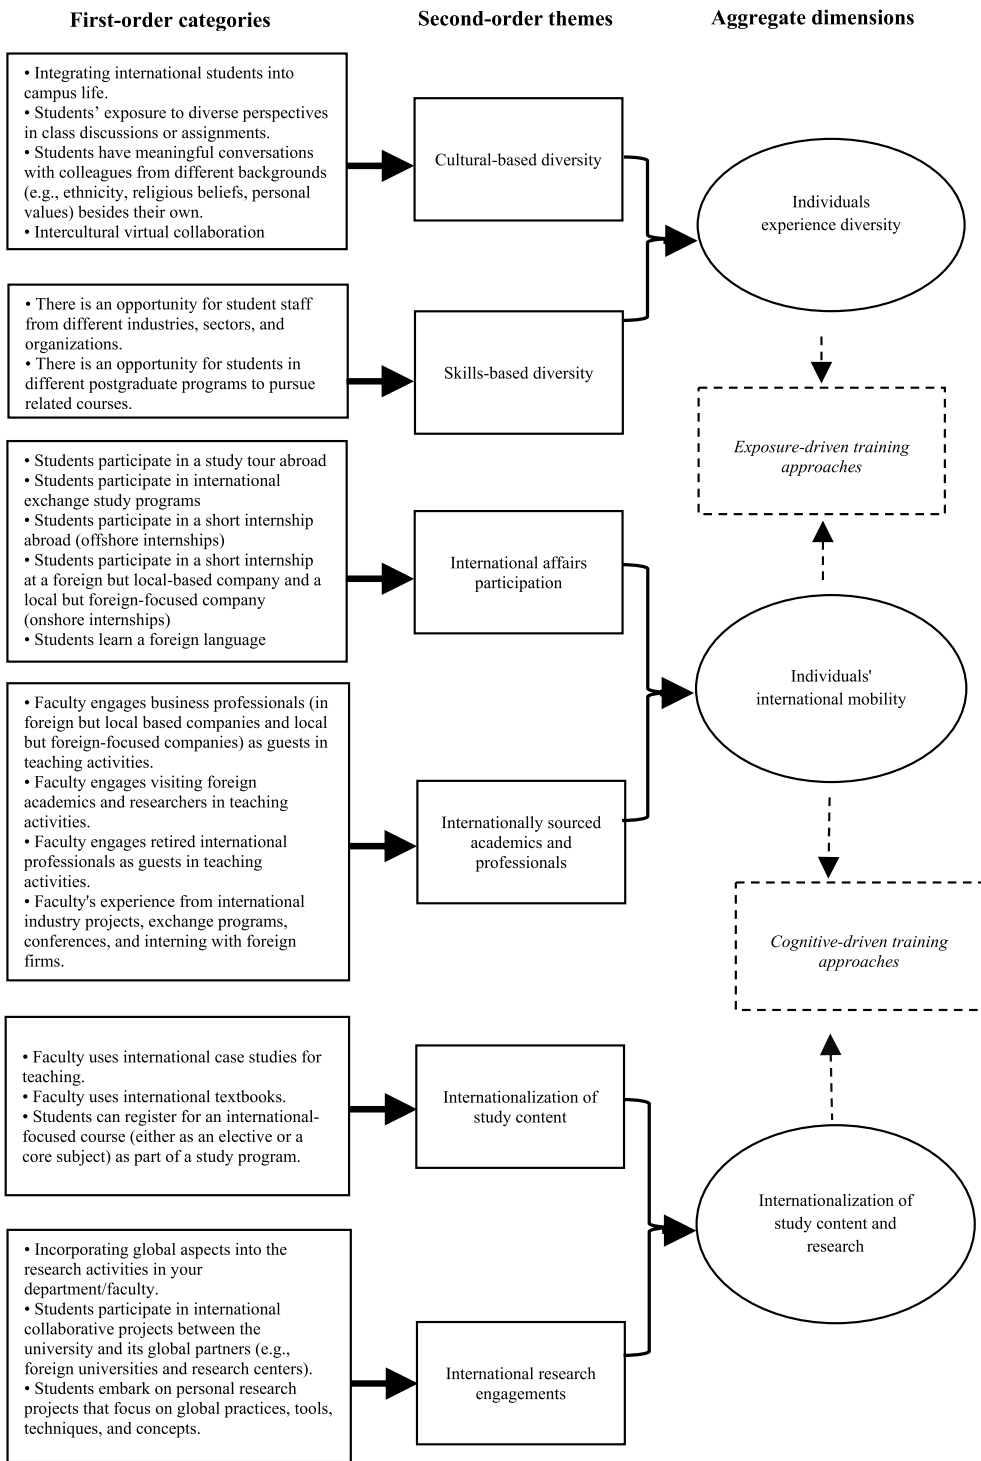 First-order categories
Second-order themes
Aggregate dimensions
• Integrating international students into
campus life.
• Students’ exposure to diverse perspectives
in class discussions or assignments.
• Students have meaningful conversations
with colleagues from different backgrounds
(e.g., ethnicity, religious beliefs, personal
values) besides their own.
• Intercultural virtual collaboration
Cultural-based diversity
Individuals
experience diversity
• There is an opportunity for student staff
from different industries, sectors, and
organizations.
• There is an opportunity for students in
different postgraduate programs to pursue
related courses.
Skills-based diversity
Exposure-driven training
approaches
• Students participate in a study tour abroad
• Students participate in international
exchange study programs
• Students participate in a short internship
abroad (offshore internships)
• Students participate in a short internship
at a foreign but local-based company and a
local but foreign-focused company
(onshore internships)
• Students learn a foreign language
International affairs
participation
Individuals'
international mobility
• Faculty engages business professionals (in
foreign but local based companies and local
but foreign-focused companies) as guests in
teaching activities.
• Faculty engages visiting foreign
academics and researchers in teaching
activities.
• Faculty engages retired international
professionals as guests in teaching
activities.
• Faculty's experience from international
industry projects, exchange programs,
conferences, and interning with foreign
firms.
Internationally sourced
academics and
professionals
Cognitive-driven training
approaches
• Faculty uses international case studies for
teaching.
• Faculty uses international textbooks.
• Students can register for an international-
focused course (either as an elective or a
core subject) as part of a study program.
Internationalization of
study content
Internationalization of
study content and
research
• Incorporating global aspects into the
research activities in your
department/faculty.
• Students participate in international
collaborative projects between the
university and its global partners (e.g.,
foreign universities and research centers).
• Students embark on personal research
projects that focus on global practices, tools,
techniques, and concepts.
International research
engagements